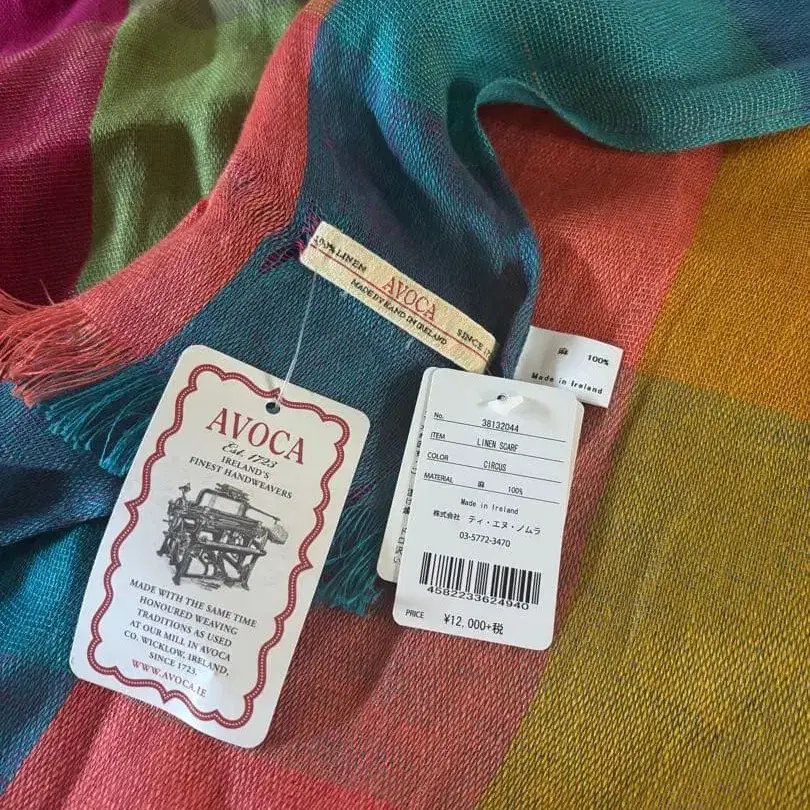 100% LINEN
AVOCA
MADE BY HAND IN IRELAND
SINCE
麻 100%
Made in Ireland
AVOCA
Est. 1723
IRELAND'S
FINEST HANDWEAVERS
MADE WITH THE SAME TIME
HONOURED WEAVING
TRADITIONS AS USED
AT OUR MILL IN AVOCA
CO. WICKLOW, IRELAND,
SINCE 1723.
WWW.AVOCA.IE
No. 38132044
ITEM LINEN SCARF
COLOR CIRCUS
MATERIAL 麻 100%
Made in Ireland
株式会社 ティ・エヌ・ノムラ
03-5772-3470
4582233624940
PRICE ¥12,000+税